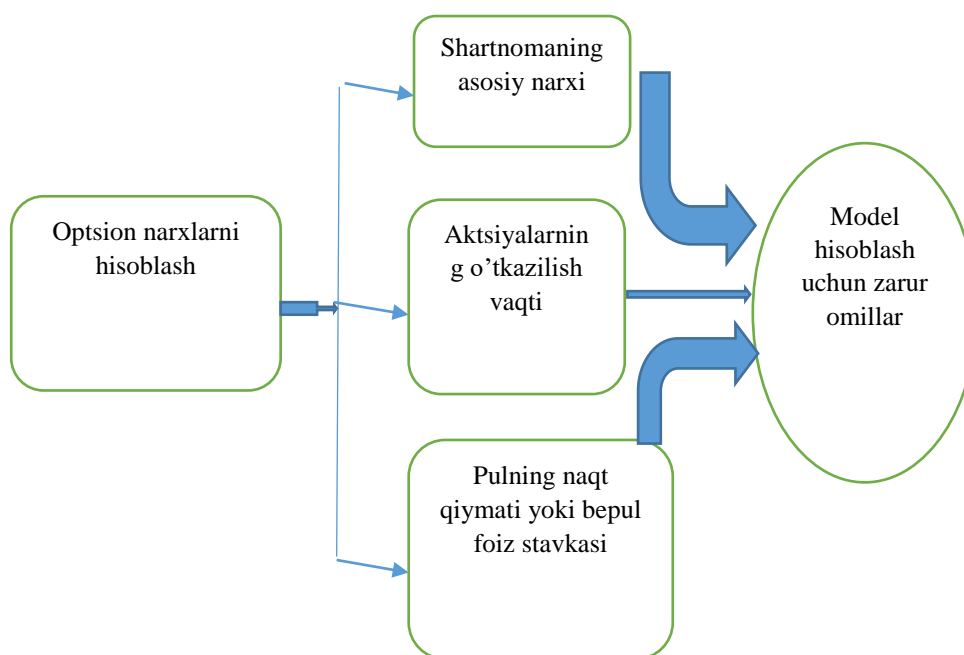 Shartnomaning
asosiy narxi
Optsion narxlarni
hisoblash
Aktsiyalarnin
g o’tkazilish
vaqti
Model
hisoblash
uchun zarur
omillar
Pulning naqt
qiymati yoki bepul
foiz stavkasi